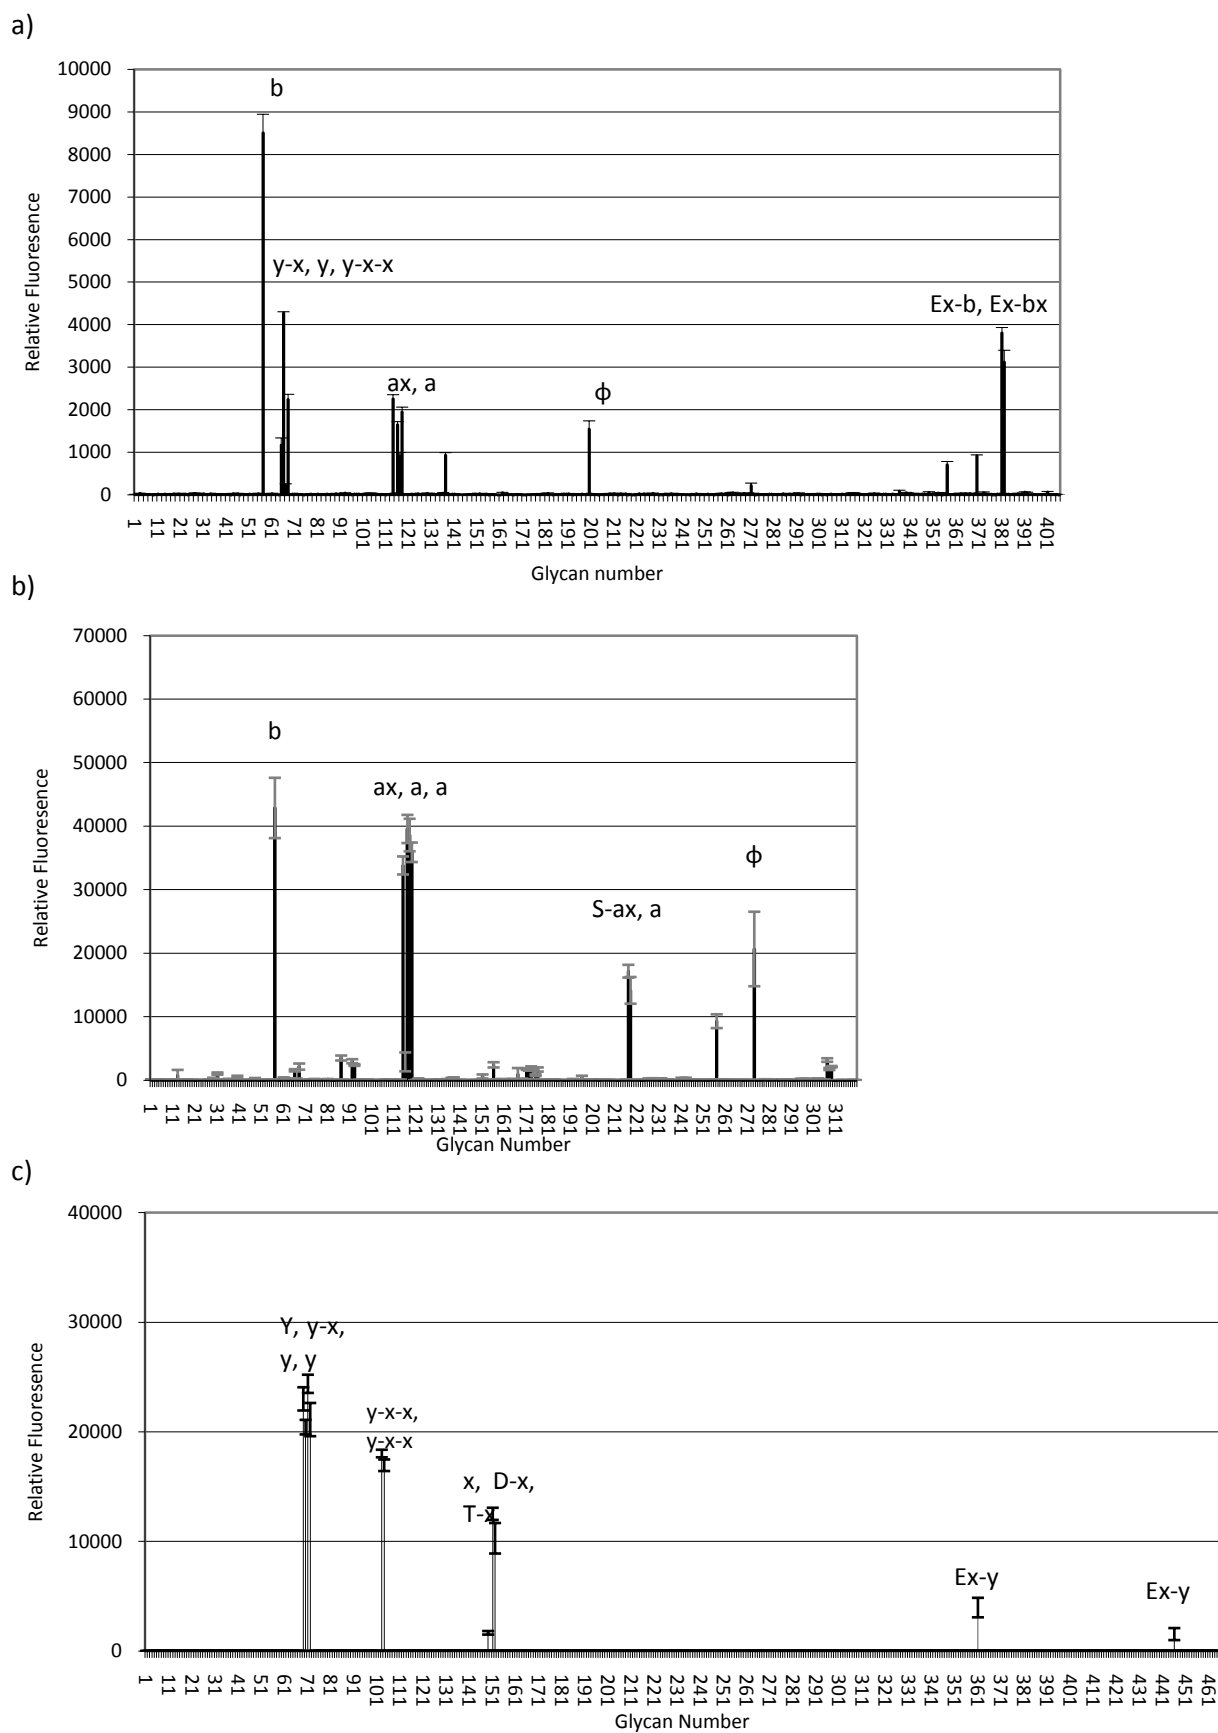 a)
10000
9000
8000
7000
6000
5000
4000
3000
2000
1000
0
Relative Fluoresence
b
y-x, y, y-x-x
ax, a
ф
Ex-b, Ex-bx
1 11 21 31 41 51 61 71 81 91 101 111 121 131 141 151 161 171 181 191 201 211 221 231 241 251 261 271 281 291 301 311 321 331 341 351 361 371 381 391 401
Glycan number
b)
70000
60000
50000
40000
30000
20000
10000
0
Relative Fluoresence
b
ax, a, a
S-ax, a
ф
1 11 21 31 41 51 61 71 81 91 101 111 121 131 141 151 161 171 181 191 201 211 221 231 241 251 261 271 281 291 301 311
Glycan Number
c)
40000
30000
20000
10000
0
Relative Fluoresence
Y, y-x,
y, y
y-x-x,
y-x-x
x, D-x,
T-x
Ex-y
Ex-y
1 11 21 31 41 51 61 71 81 91 101 111 121 131 141 151 161 171 181 191 201 211 221 231 241 251 261 271 281 291 301 311 321 331 341 351 361 371 381 391 401 411 421 431 441 451 461
Glycan Number